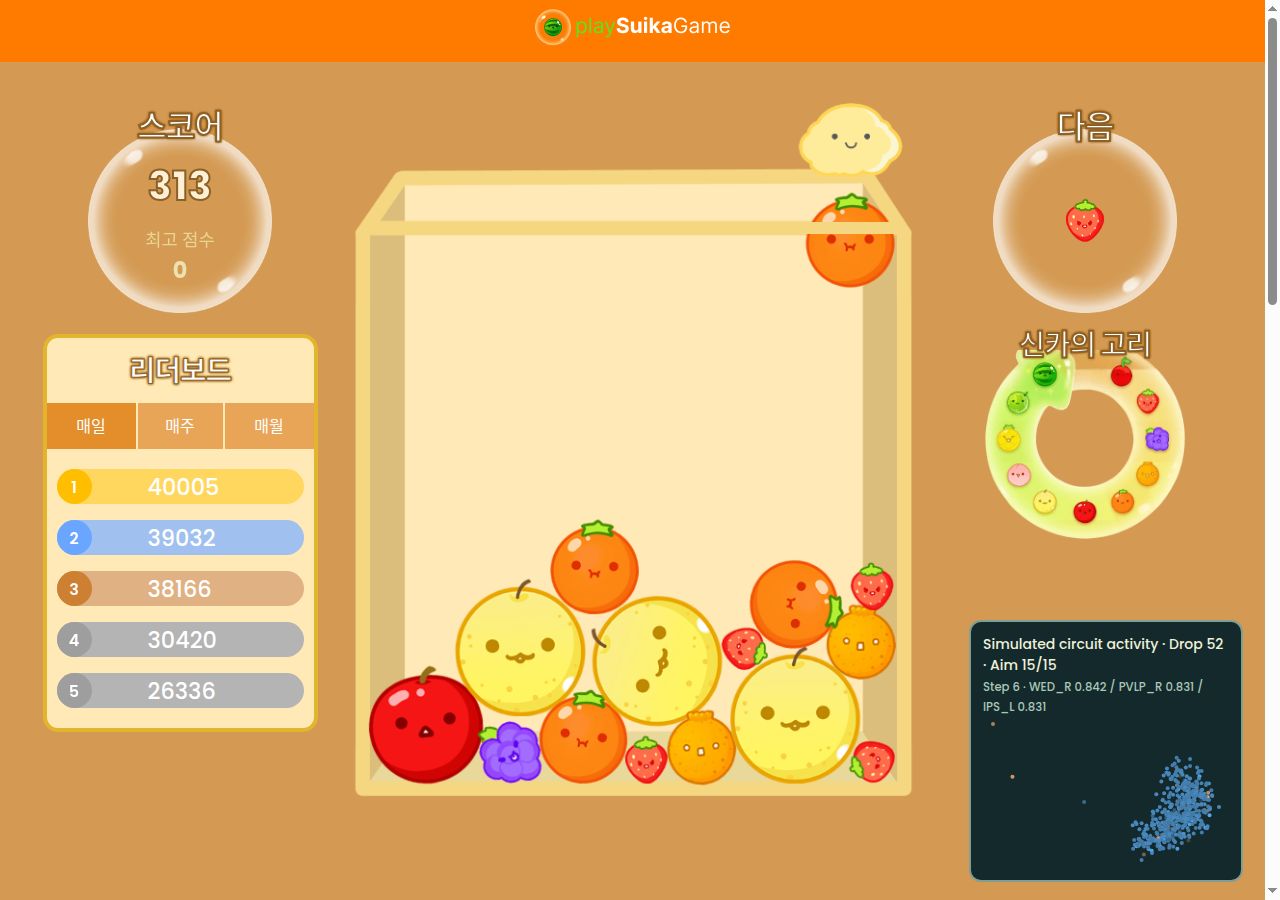 playSuikaGame
스코어
313
최고 점수
0
리더보드
매일 매주 매월
1 40005
2 39032
3 38166
4 30420
5 26336
다음
신카의 고리
Simulated circuit activity · Drop 52
· Aim 15/15
Step 6 · WED_R 0.842 / PVLP_R 0.831 /
IPS_L 0.831